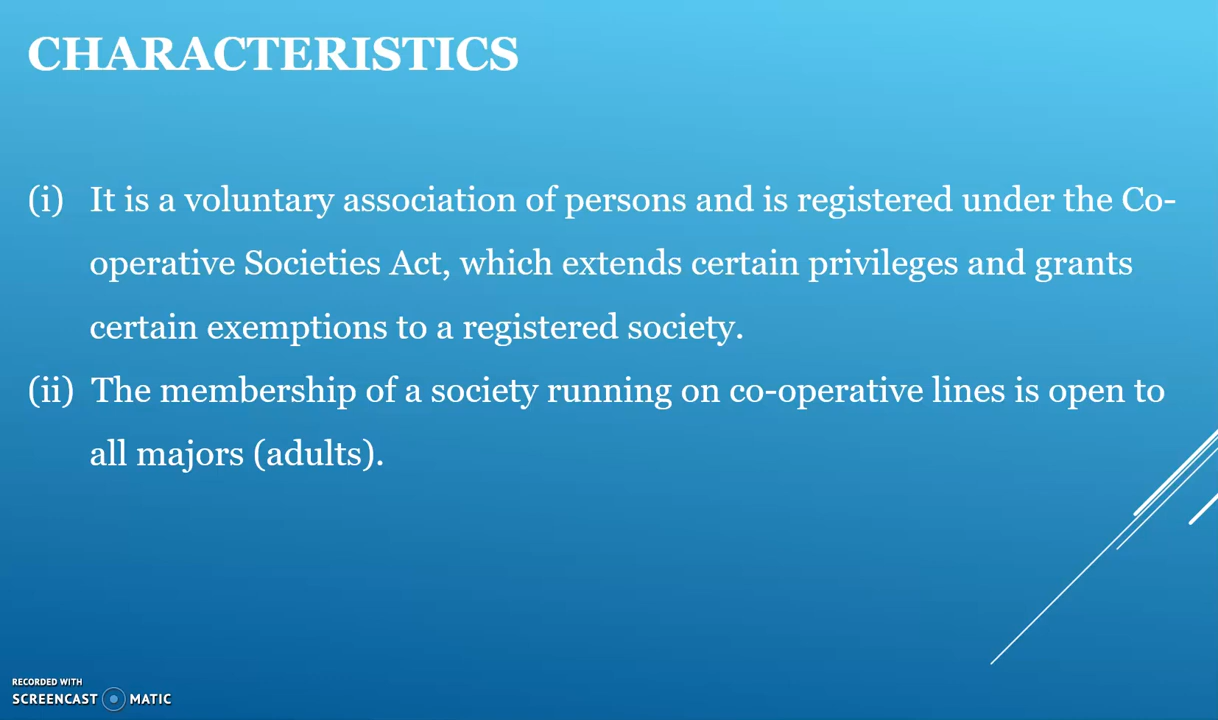 CHARACTERISTICS
(i) It is a voluntary association of persons and is registered under the Co-
operative Societies Act, which extends certain privileges and grants
certain exemptions to a registered society.
(ii) The membership of a society running on co-operative lines is open to
all majors (adults).
RECORDED WITH
SCREENCAST MATIC